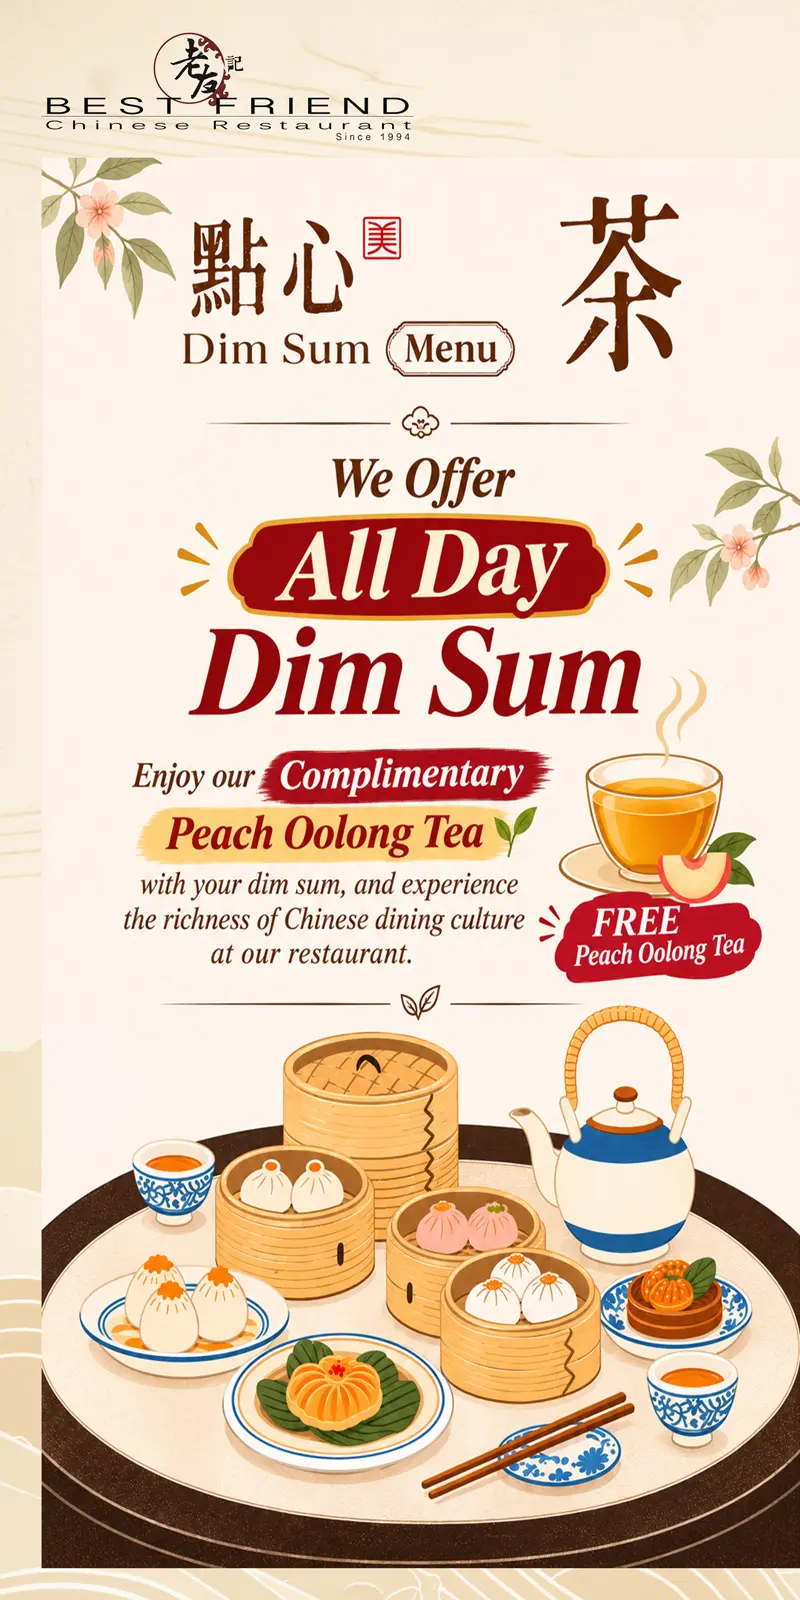 老友記
BEST FRIEND
Chinese Restaurant
Since 1994
點心 美
茶
Dim Sum Menu
We Offer
All Day
Dim Sum
Enjoy our Complimentary
Peach Oolong Tea
with your dim sum, and experience
the richness of Chinese dining culture
at our restaurant.
FREE
Peach Oolong Tea